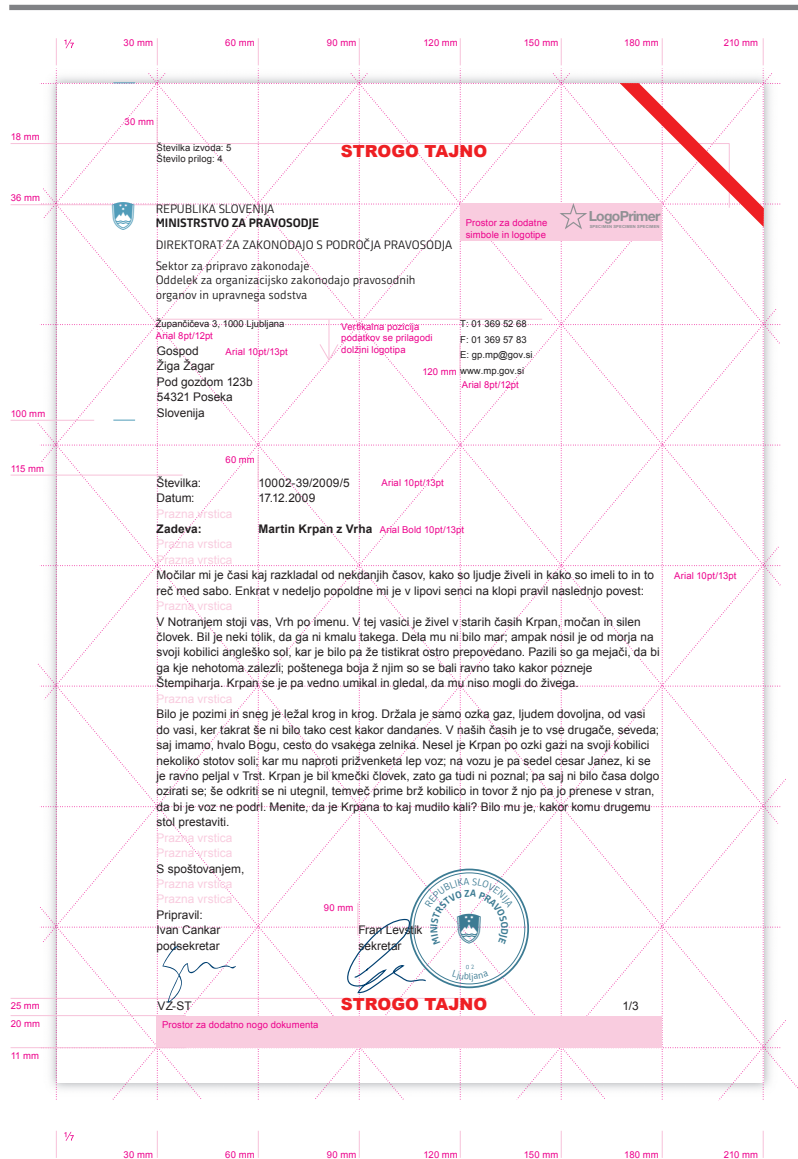 1/7 30 mm 60 mm 90 mm 120 mm 150 mm 180 mm 210 mm
30 mm
18 mm
Številka izvoda: 5
Število prilog: 4
STROGO TAJNO
36 mm
REPUBLIKA SLOVENIJA
MINISTRSTVO ZA PRAVOSODJE
DIREKTORAT ZA ZAKONODAJO S PODROČJA PRAVOSODJA
Sektor za pripravo zakonodaje
Oddelek za organizacijsko zakonodajo pravosodnih
organov in upravnega sodstva
Prostor za dodatne
simbole in logotipe
LogoPrimer
SPECIMEN SPECIMEN SPECIMEN SPECIMEN
Župančičeva 3, 1000 Ljubljana
Arial 8pt/12pt
Vertikalna pozicija
podatkov se prilagodi
dolžini logotipa
T: 01 369 52 68
F: 01 369 57 83
E: gp.mp@gov.si
120 mm www.mp.gov.si
Arial 8pt/12pt
Gospod Arial 10pt/13pt
Žiga Žagar
Pod gozdom 123b
54321 Poseka
Slovenija
100 mm
60 mm
115 mm
Številka: 10002-39/2009/5 Arial 10pt/13pt
Datum: 17.12.2009
Prazna vrstica
Zadeva: Martin Krpan z Vrha Arial Bold 10pt/13pt
Prazna vrstica
Prazna vrstica
Močilar mi je časi kaj razkladal od nekdanjih časov, kako so ljudje živeli in kako so imeli to in to Arial 10pt/13pt
reč med sabo. Enkrat v nedeljo popoldne mi je v lipovi senci na klopi pravil naslednjo povest:
Prazna vrstica
V Notranjem stoji vas, Vrh po imenu. V tej vasici je živel v starih časih Krpan, močan in silen
človek. Bil je neki tolik, da ga ni kmalu takega. Dela mu ni bilo mar; ampak nosil je od morja na
svoji kobilici angleško sol, kar je bilo pa že tistikrat ostro prepovedano. Pazili so ga mejači, da bi
ga kje nehotoma zalezli; poštenega boja ž njim so se bali ravno tako kakor pozneje
Štempiharja. Krpan se je pa vedno umikal in gledal, da mu niso mogli do živega.
Prazna vrstica
Bilo je pozimi in sneg je ležal krog in krog. Držala je samo ozka gaz, ljudem dovoljna, od vasi
do vasi, ker takrat še ni bilo tako cest kakor dandanes. V naših časih je to vse drugače, seveda;
saj imamo, hvalo Bogu, cesto do vsakega zelnika. Nesel je Krpan po ozki gazi na svoji kobilici
nekoliko stotov soli; kar mu naproti prižvenketa lep voz; na vozu je pa sedel cesar Janez, ki se
je ravno peljal v Trst. Krpan je bil kmečki človek, zato ga tudi ni poznal; pa saj ni bilo časa dolgo
ozirati se; še odkriti se ni utegnil, temveč prime brž kobilico in tovor ž njo pa jo prenese v stran,
da bi je voz ne podrl. Menite, da je Krpana to kaj mudilo kali? Bilo mu je, kakor komu drugemu
stol prestaviti.
Prazna vrstica
Prazna vrstica
S spoštovanjem,
Prazna vrstica
Prazna vrstica
90 mm
Pripravil:
Ivan Cankar
podsekretar
Fran Levstik
sekretar
REPUBLIKA SLOVENIJA
MINISTRSTVO ZA PRAVOSODJE
02
Ljubljana
25 mm
VZ-ST STROGO TAJNO 1/3
20 mm
Prostor za dodatno nogo dokumenta
11 mm
1/7
30 mm 60 mm 90 mm 120 mm 150 mm 180 mm 210 mm